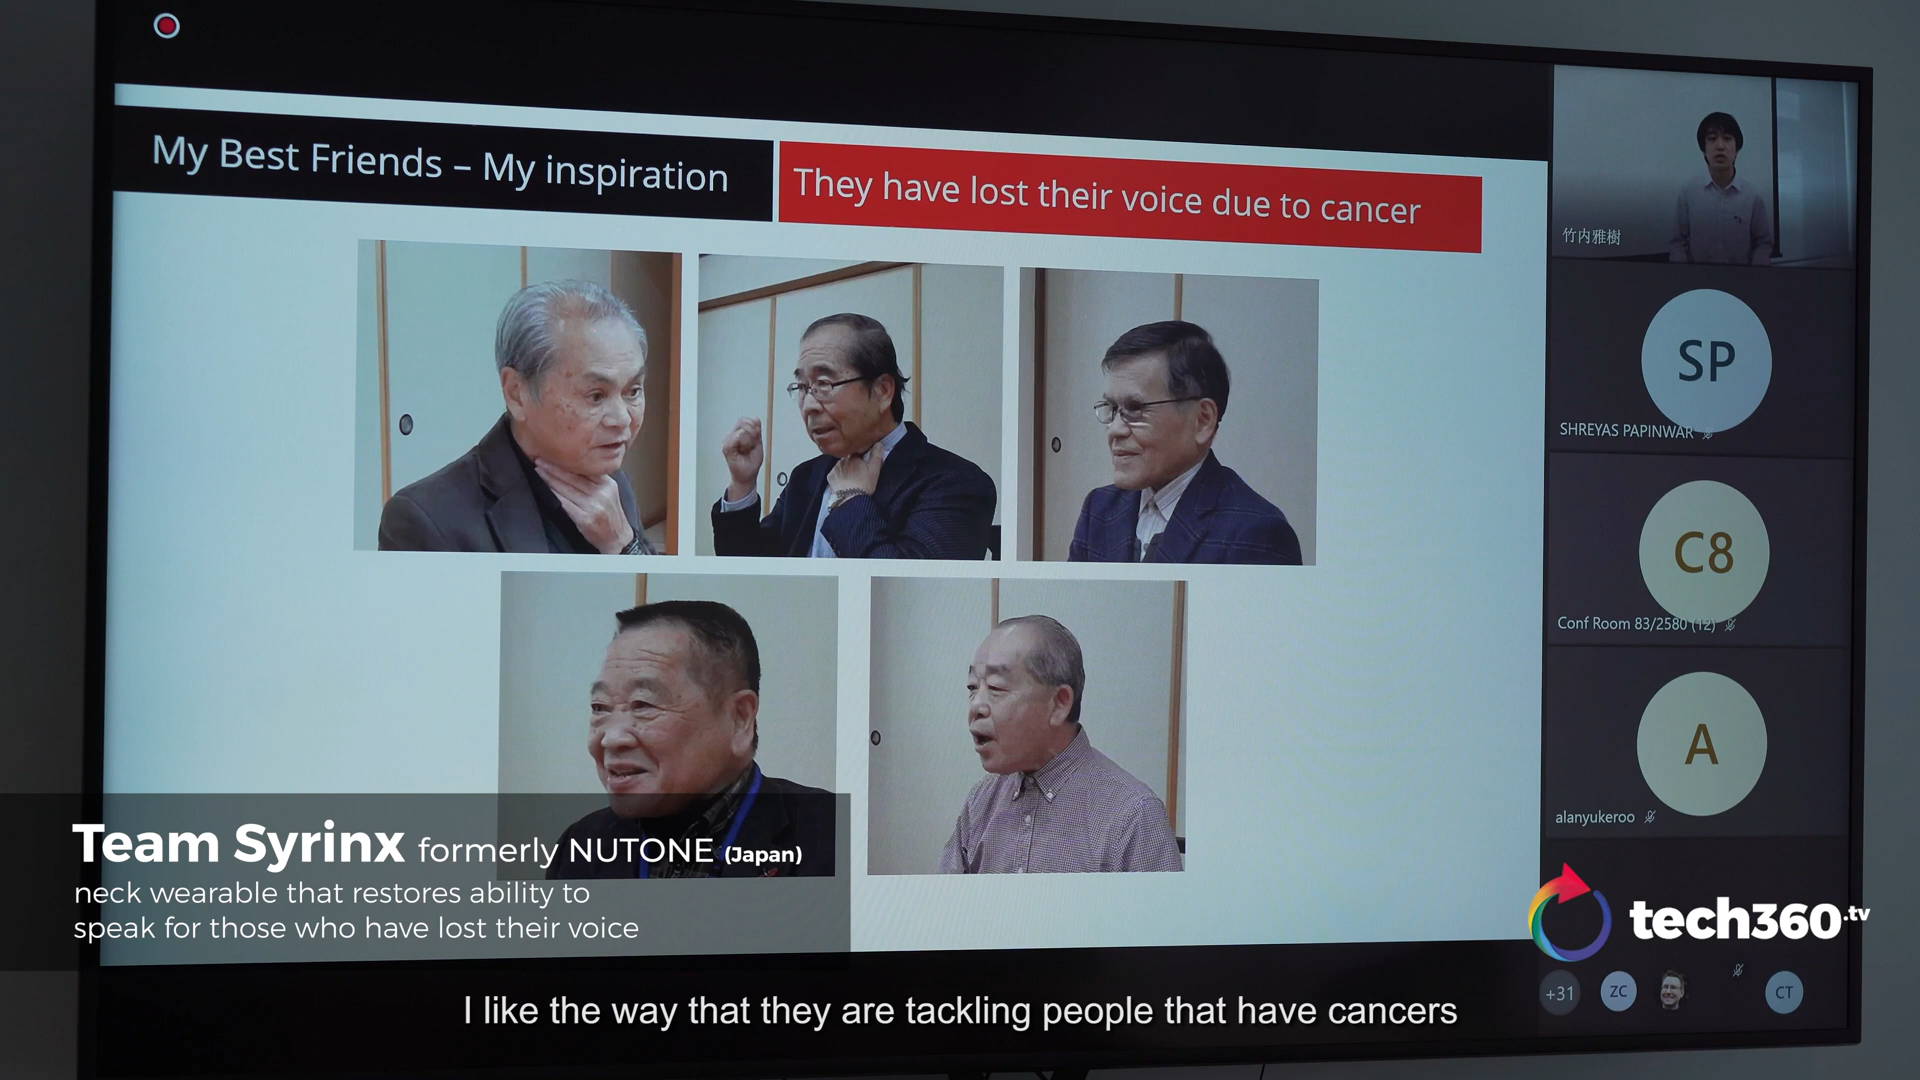 My Best Friends – My inspiration
They have lost their voice due to cancer
竹内雅樹
SP
SHREYAS PAPINWAR
C8
Conf Room 83/2580 (12)
A
alanyukeroo
Team Syrinx formerly NUTONE (Japan)
neck wearable that restores ability to
speak for those who have lost their voice
tech360.tv
+31
ZC
CT
I like the way that they are tackling people that have cancers